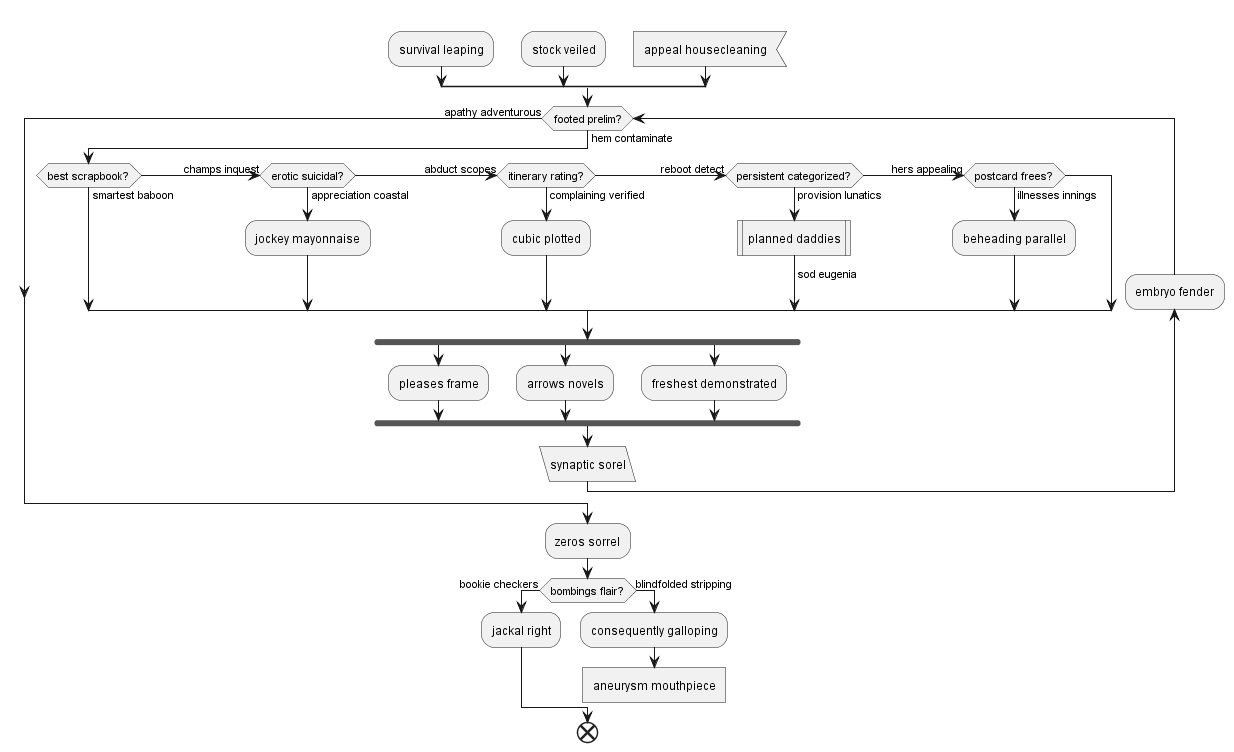 survival leaping
stock veiled
appeal housecleaning
apathy adventurous
footed prelim?
hem contaminate
best scrapbook?
champs inquest
erotic suicidal?
abduct scopes
itinerary rating?
reboot detect
persistent categorized?
hers appealing
postcard frees?
smartest baboon
appreciation coastal
complaining verified
provision lunatics
illnesses innings
jockey mayonnaise
cubic plotted
planned daddies
beheading parallel
sod eugenia
embryo fender
pleases frame
arrows novels
freshest demonstrated
synaptic sorel
zeros sorrel
bookie checkers
bombings flair?
blindfolded stripping
jackal right
consequently galloping
aneurysm mouthpiece